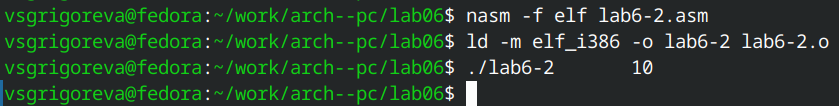 vsgrigoreva@fedora:~/work/arch--pc/lab06$ nasm -f elf lab6-2.asm
vsgrigoreva@fedora:~/work/arch--pc/lab06$ ld -m elf_i386 -o lab6-2 lab6-2.o
vsgrigoreva@fedora:~/work/arch--pc/lab06$ ./lab6-2       10
vsgrigoreva@fedora:~/work/arch--pc/lab06$